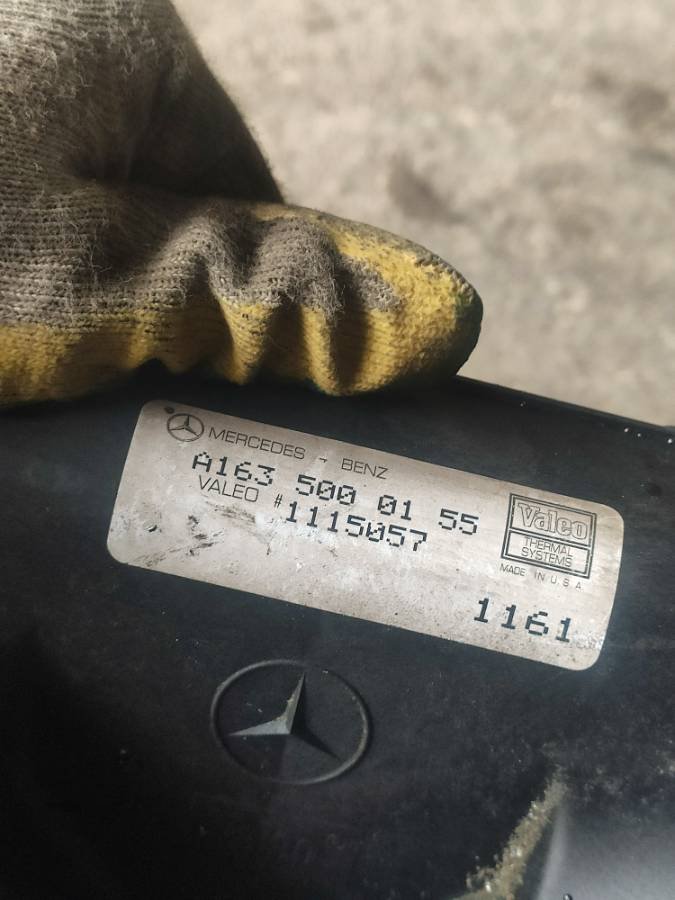 MERCEDES - BENZ
A163 500 01 55
VALEO # 1115057
Valeo
THERMAL
SYSTEMS
MADE IN U.S.A
1161